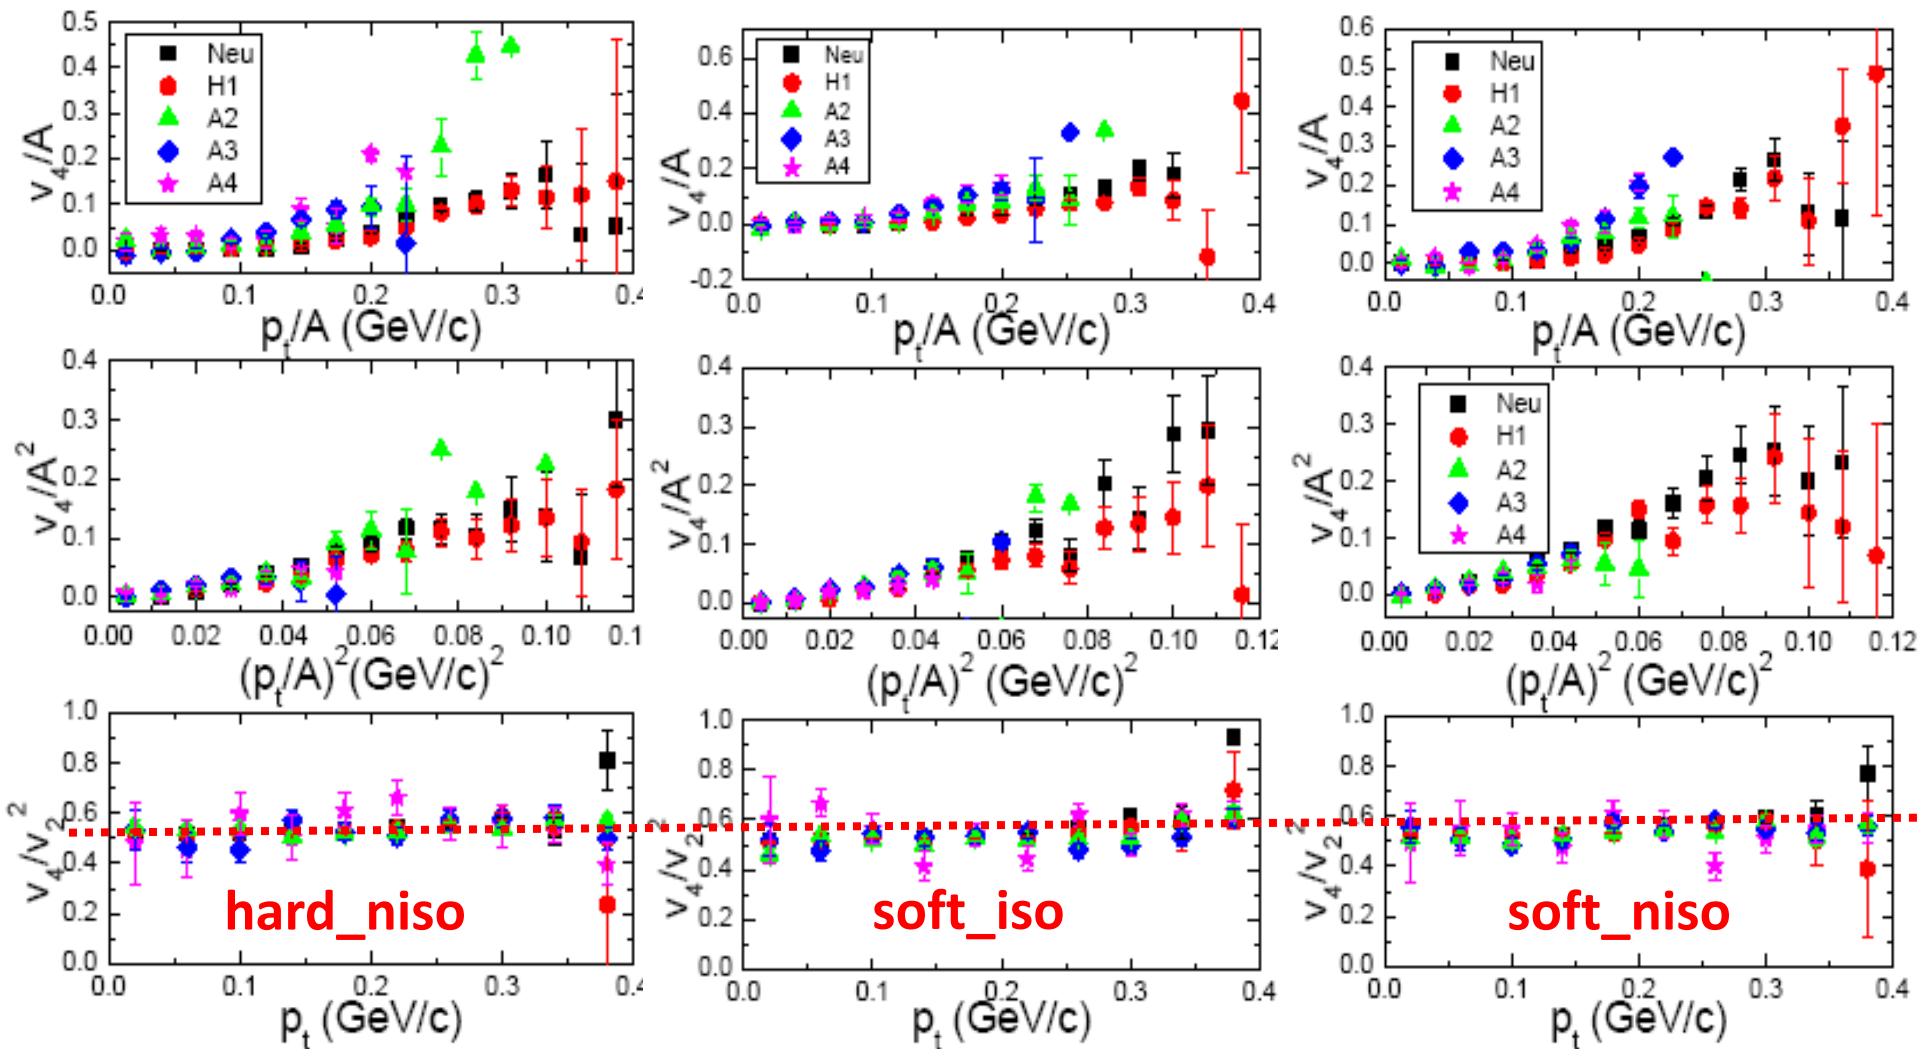 0.5
0.4
0.3
0.2
0.1
0.0
v4/A
Neu
H1
A2
A3
A4
0.0 0.1 0.2 0.3 0.4
pt/A (GeV/c)
0.6
0.4
0.2
0.0
-0.2
v4/A
Neu
H1
A2
A3
A4
0.0 0.1 0.2 0.3 0.4
pt/A (GeV/c)
0.6
0.5
0.4
0.3
0.2
0.1
0.0
v4/A
Neu
H1
A2
A3
A4
0.0 0.1 0.2 0.3 0.4
pt/A (GeV/c)
0.4
0.3
0.2
0.1
0.0
v4/A²
0.00 0.02 0.04 0.06 0.08 0.10 0.1
(pt/A)²(GeV/c)²
0.4
0.3
0.2
0.1
0.0
v4/A²
0.00 0.02 0.04 0.06 0.08 0.10 0.12
(pt/A)² (GeV/c)²
0.4
0.3
0.2
0.1
0.0
v4/A²
Neu
H1
A2
A3
A4
0.00 0.02 0.04 0.06 0.08 0.10 0.12
(pt/A)² (GeV/c)²
1.0
0.8
0.6
0.4
0.2
0.0
v4/v2²
hard_niso
0.0 0.1 0.2 0.3 0.4
pt (GeV/c)
1.0
0.8
0.6
0.4
0.2
0.0
v4/v2²
soft_iso
0.0 0.1 0.2 0.3 0.4
pt (GeV/c)
1.0
0.8
0.6
0.4
0.2
0.0
v4/v2²
soft_niso
0.0 0.1 0.2 0.3 0.4
pt (GeV/c)